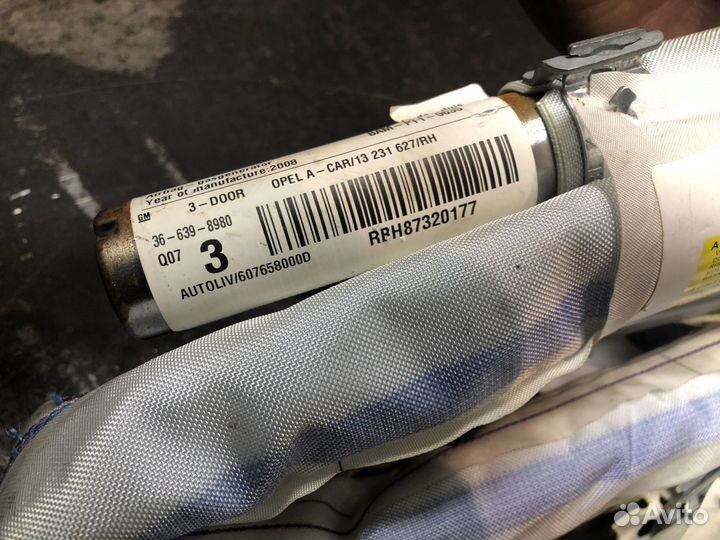 Year of manufacture:2008
GM
3-DOOR OPEL A-CAR/13 231 627/RH
36-639-8980
Q07 3
RBH87320177
AUTOLIV/607658000D
Avito